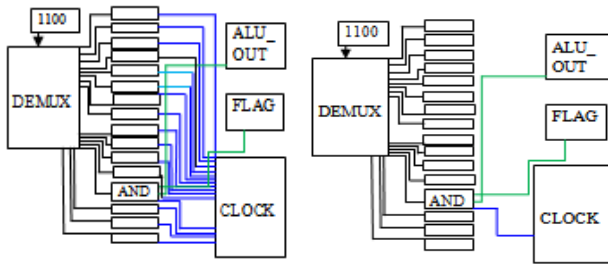 1100
ALU_
OUT
DEMUX
FLAG
AND
CLOCK
1100
ALU_
OUT
DEMUX
FLAG
AND
CLOCK